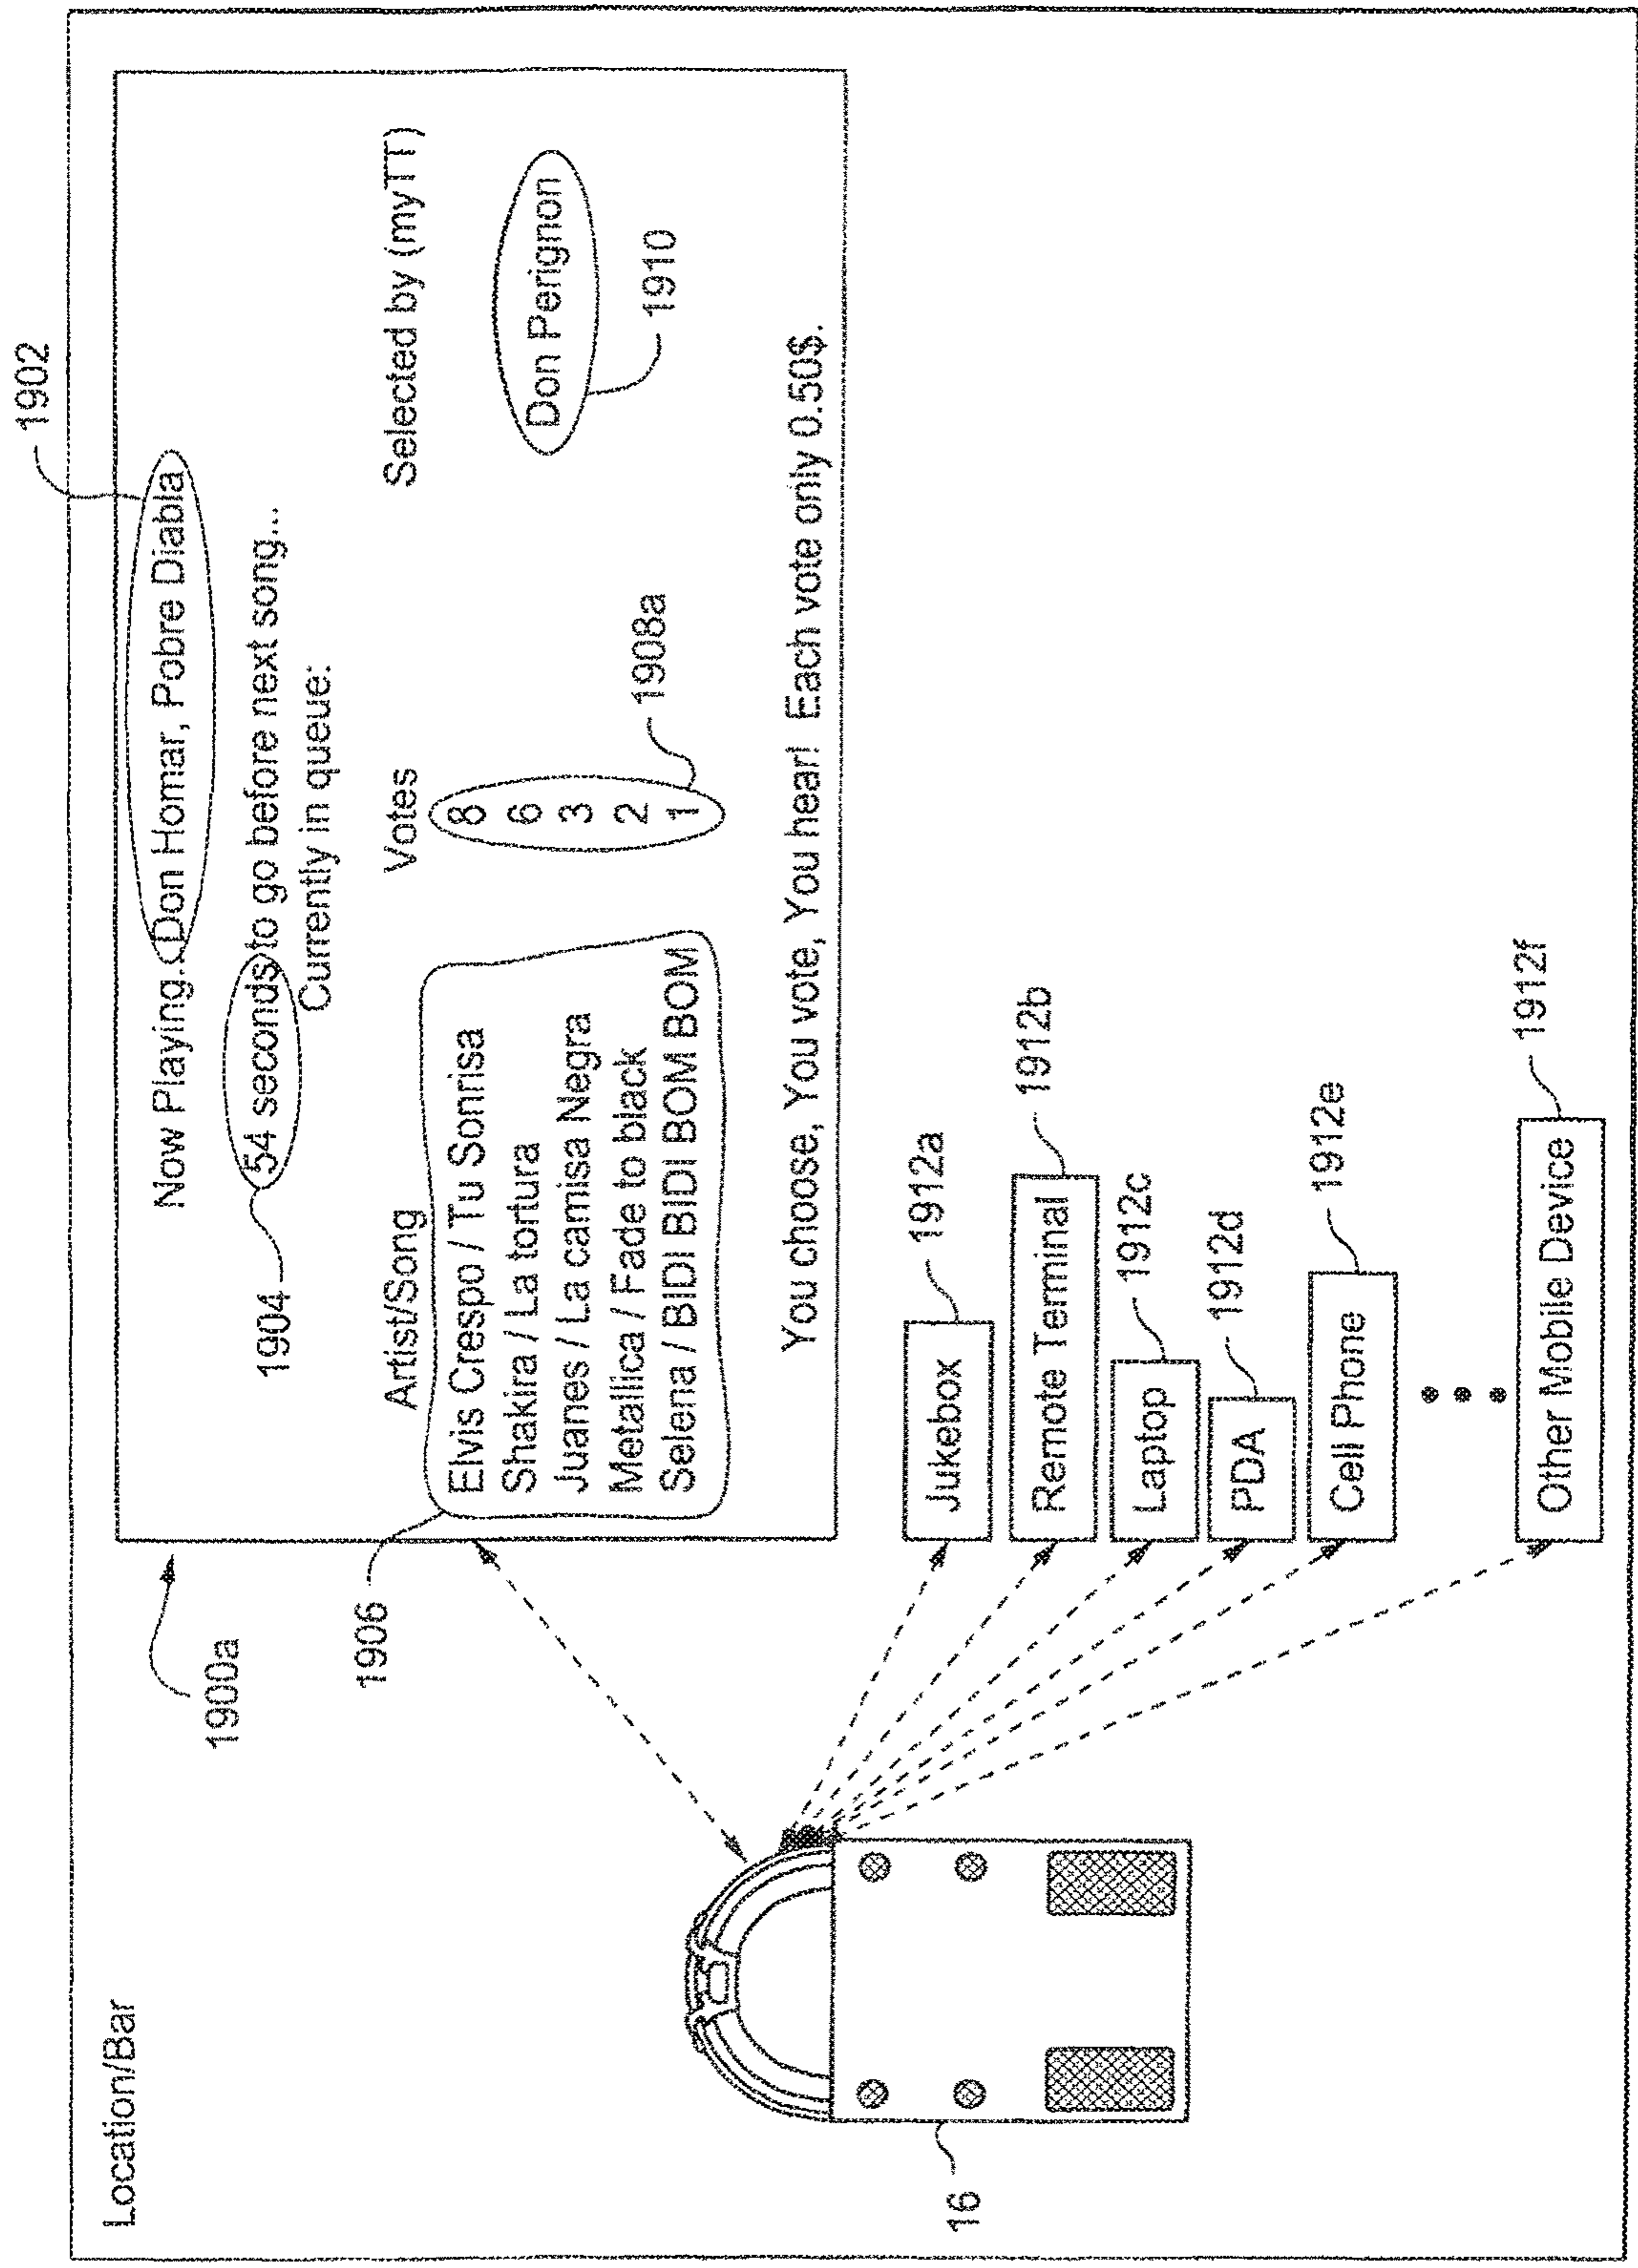 Location/Bar
1900a
1902
Now Playing: Don Homar, Pobre Diabla
1904
54 seconds to go before next song...
Currently in queue:
1906
Artist/Song Votes Selected by (myTT)
Elvis Crespo / Tu Sonrisa 8
Shakira / La tortura 6 Don Perignon
Juanes / La camisa Negra 3
Metallica / Fade to black 2
Selena / BIDI BIDI BOM BOM 1
1908a
1910
You choose, You vote, You hear! Each vote only 0.50$.
16
Jukebox 1912a
Remote Terminal 1912b
Laptop 1912c
PDA 1912d
Cell Phone 1912e
Other Mobile Device 1912f